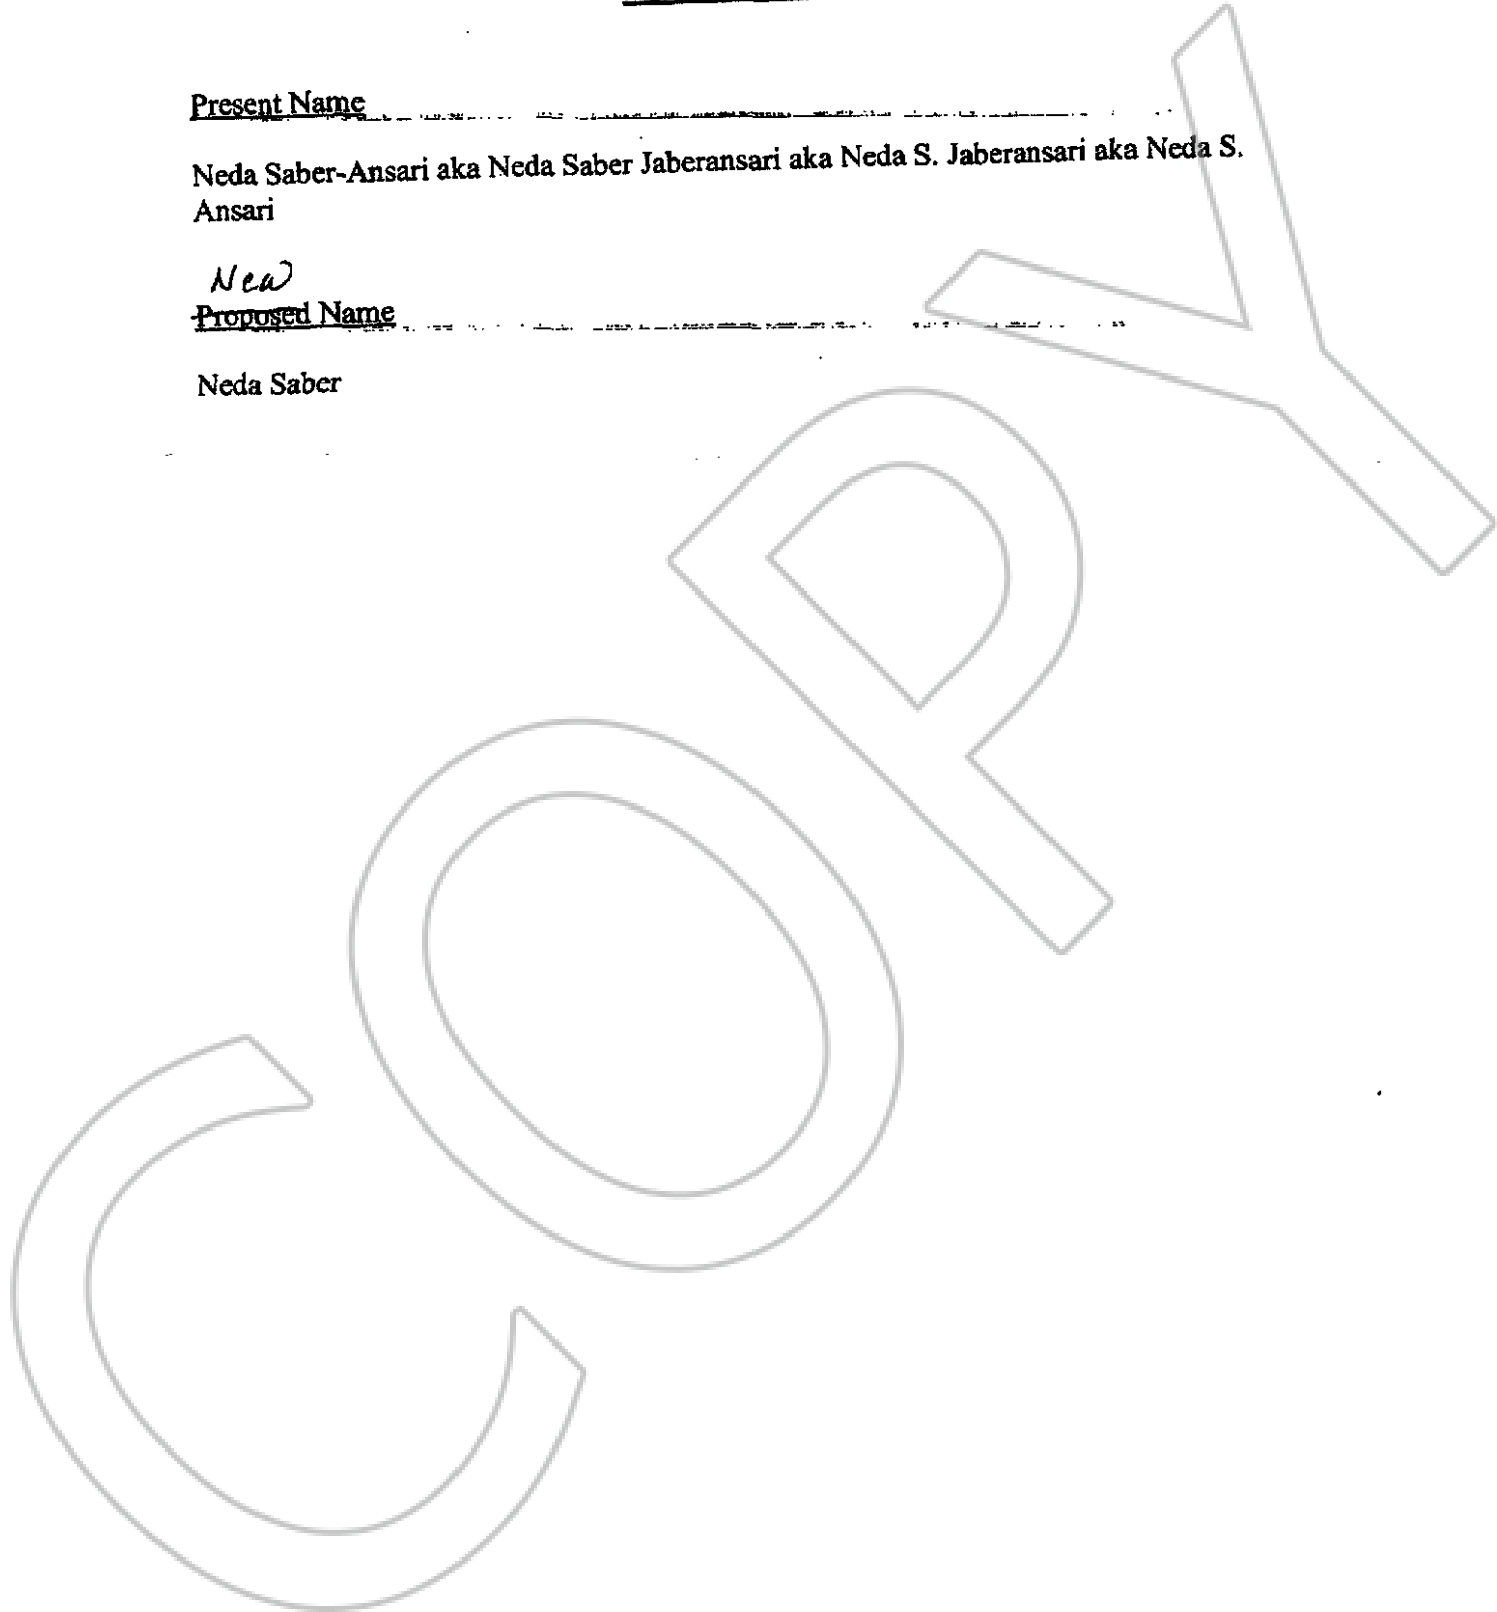 Present Name
Neda Saber-Ansari aka Neda Saber Jaberansari aka Neda S. Jaberansari aka Neda S.
Ansari
New
Proposed Name
Neda Saber
COPY